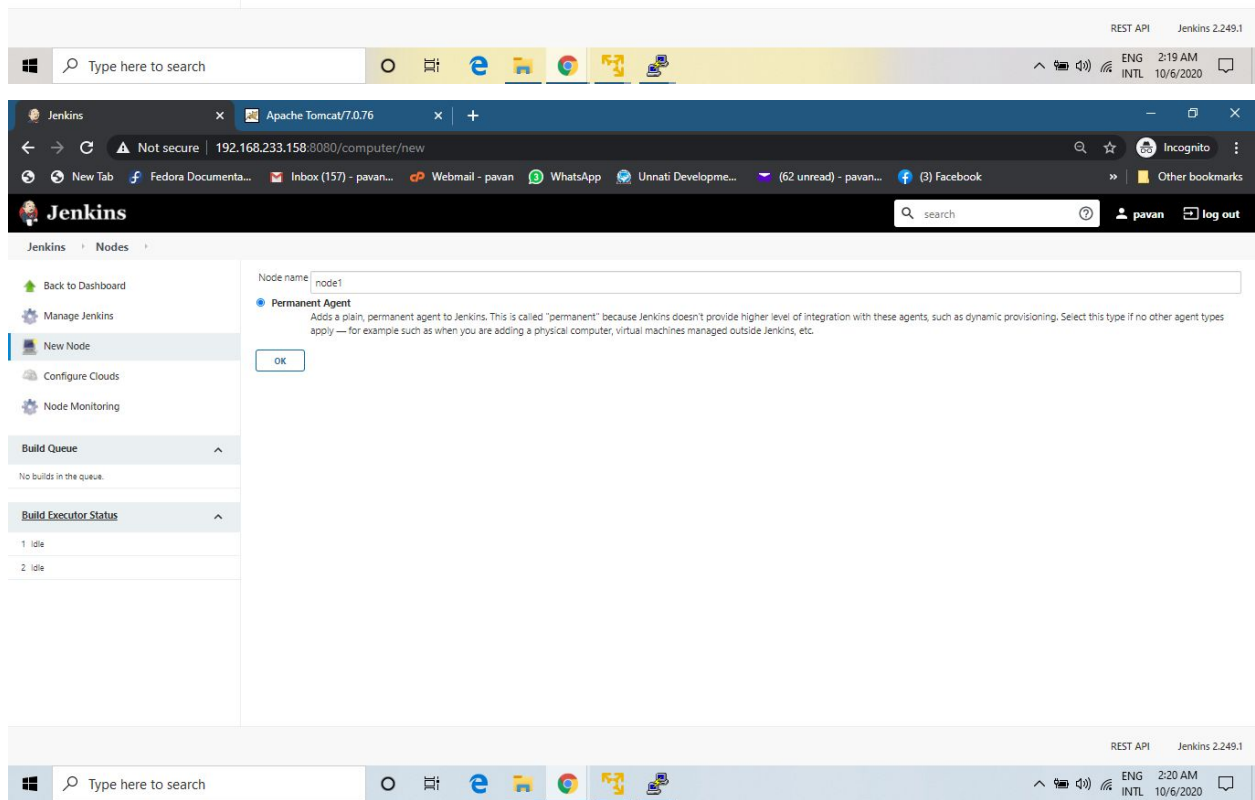 REST API Jenkins 2.249.1
Type here to search
ENG 2:19 AM
INTL 10/6/2020
Jenkins Apache Tomcat/7.0.76
Not secure 192.168.233.158:8080/computer/new Incognito
New Tab Fedora Documenta... Inbox (157) - pavan... Webmail - pavan WhatsApp Unnati Developme... (62 unread) - pavan... (3) Facebook » Other bookmarks
Jenkins search pavan log out
Jenkins Nodes
Back to Dashboard
Manage Jenkins
New Node
Configure Clouds
Node Monitoring
Build Queue
No builds in the queue.
Build Executor Status
1 Idle
2 Idle
Node name node1
Permanent Agent
Adds a plain, permanent agent to Jenkins. This is called "permanent" because Jenkins doesn't provide higher level of integration with these agents, such as dynamic provisioning. Select this type if no other agent types
apply — for example such as when you are adding a physical computer, virtual machines managed outside Jenkins, etc.
OK
REST API Jenkins 2.249.1
Type here to search
ENG 2:20 AM
INTL 10/6/2020